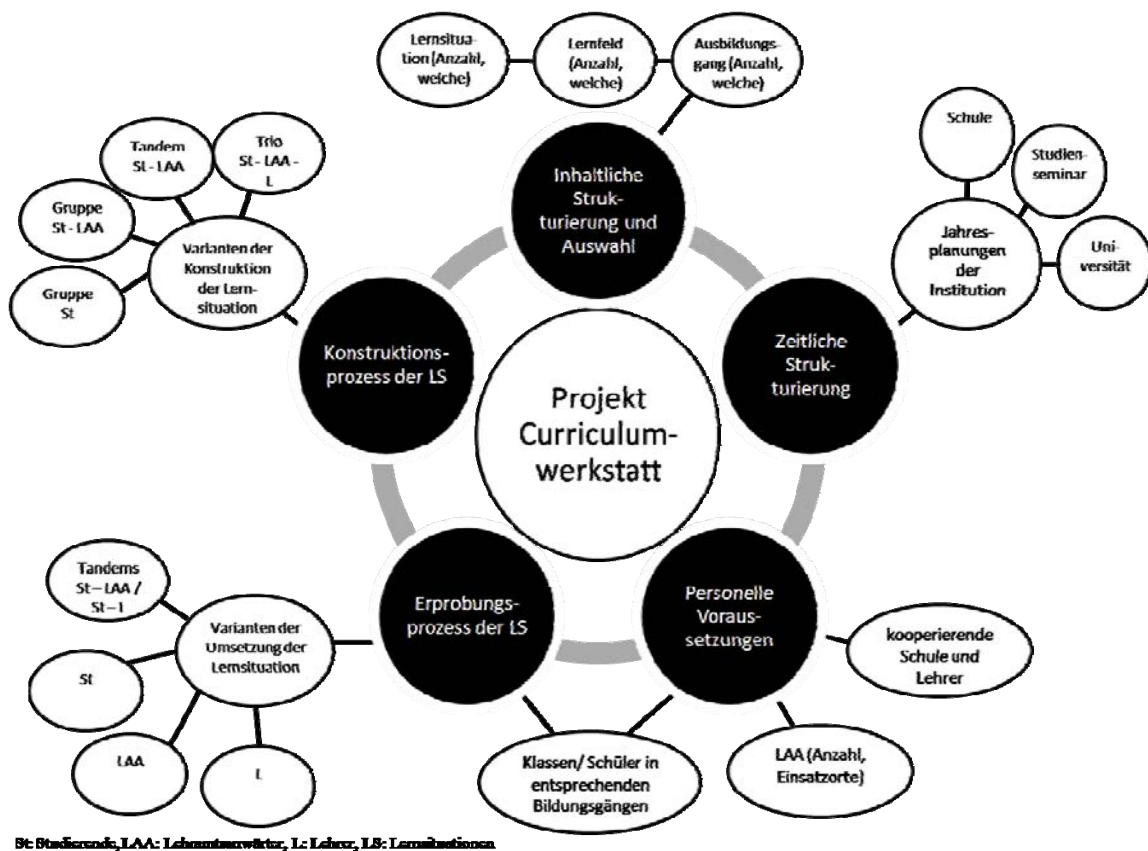 Lernsitua-
tion (Anzahl,
welche)
Lernfeld
(Anzahl,
welche)
Ausbildungs-
gang (Anzahl,
welche)
Inhaltliche
Struk-
turierung und
Auswahl
Schule
Studien-
seminar
Uni-
versität
Jahres-
planungen
der
Institution
Zeitliche
Struk-
turierung
Tandem
St - LAA
Trio
St - LAA -
L
Gruppe
St - LAA
Gruppe
St
Varianten der
Konstruktion
der Lern-
situation
Konstruktions-
prozess der LS
Projekt
Curriculum-
werkstatt
Erprobungs-
prozess der LS
Personelle
Voraus-
setzungen
Tandems
St – LAA /
St – L
Varianten der
Umsetzung der
Lernsituation
St
LAA
L
Klassen/ Schüler in
entsprechenden
Bildungsgängen
LAA (Anzahl,
Einsatzorte)
kooperierende
Schule und
Lehrer
St: Studierende, LAA: Lehramtsanwärter, L: Lehrer, LS: Lernsituationen